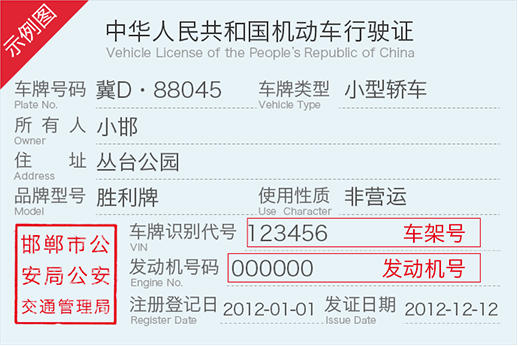 示例图
中华人民共和国机动车行驶证
Vehicle License of the People's Republic of China
车牌号码 冀D·88045 车牌类型 小型轿车
Plate No. Vehicle Type
所有人 小邯
Owner
住址 丛台公园
Address
品牌型号 胜利牌 使用性质 非营运
Model Use Character
车牌识别代号 123456 车架号
VIN
发动机号码 000000 发动机号
Engine No.
注册登记日 2012-01-01 发证日期 2012-12-12
Register Date Issue Date
邯郸市公
安局公安
交通管理局